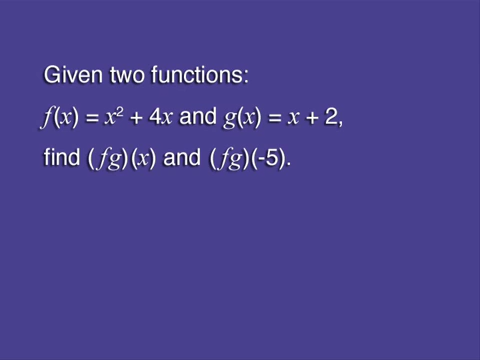 Given two functions:
f(x) = x² + 4x and g(x) = x + 2,
find (fg)(x) and (fg)(-5).